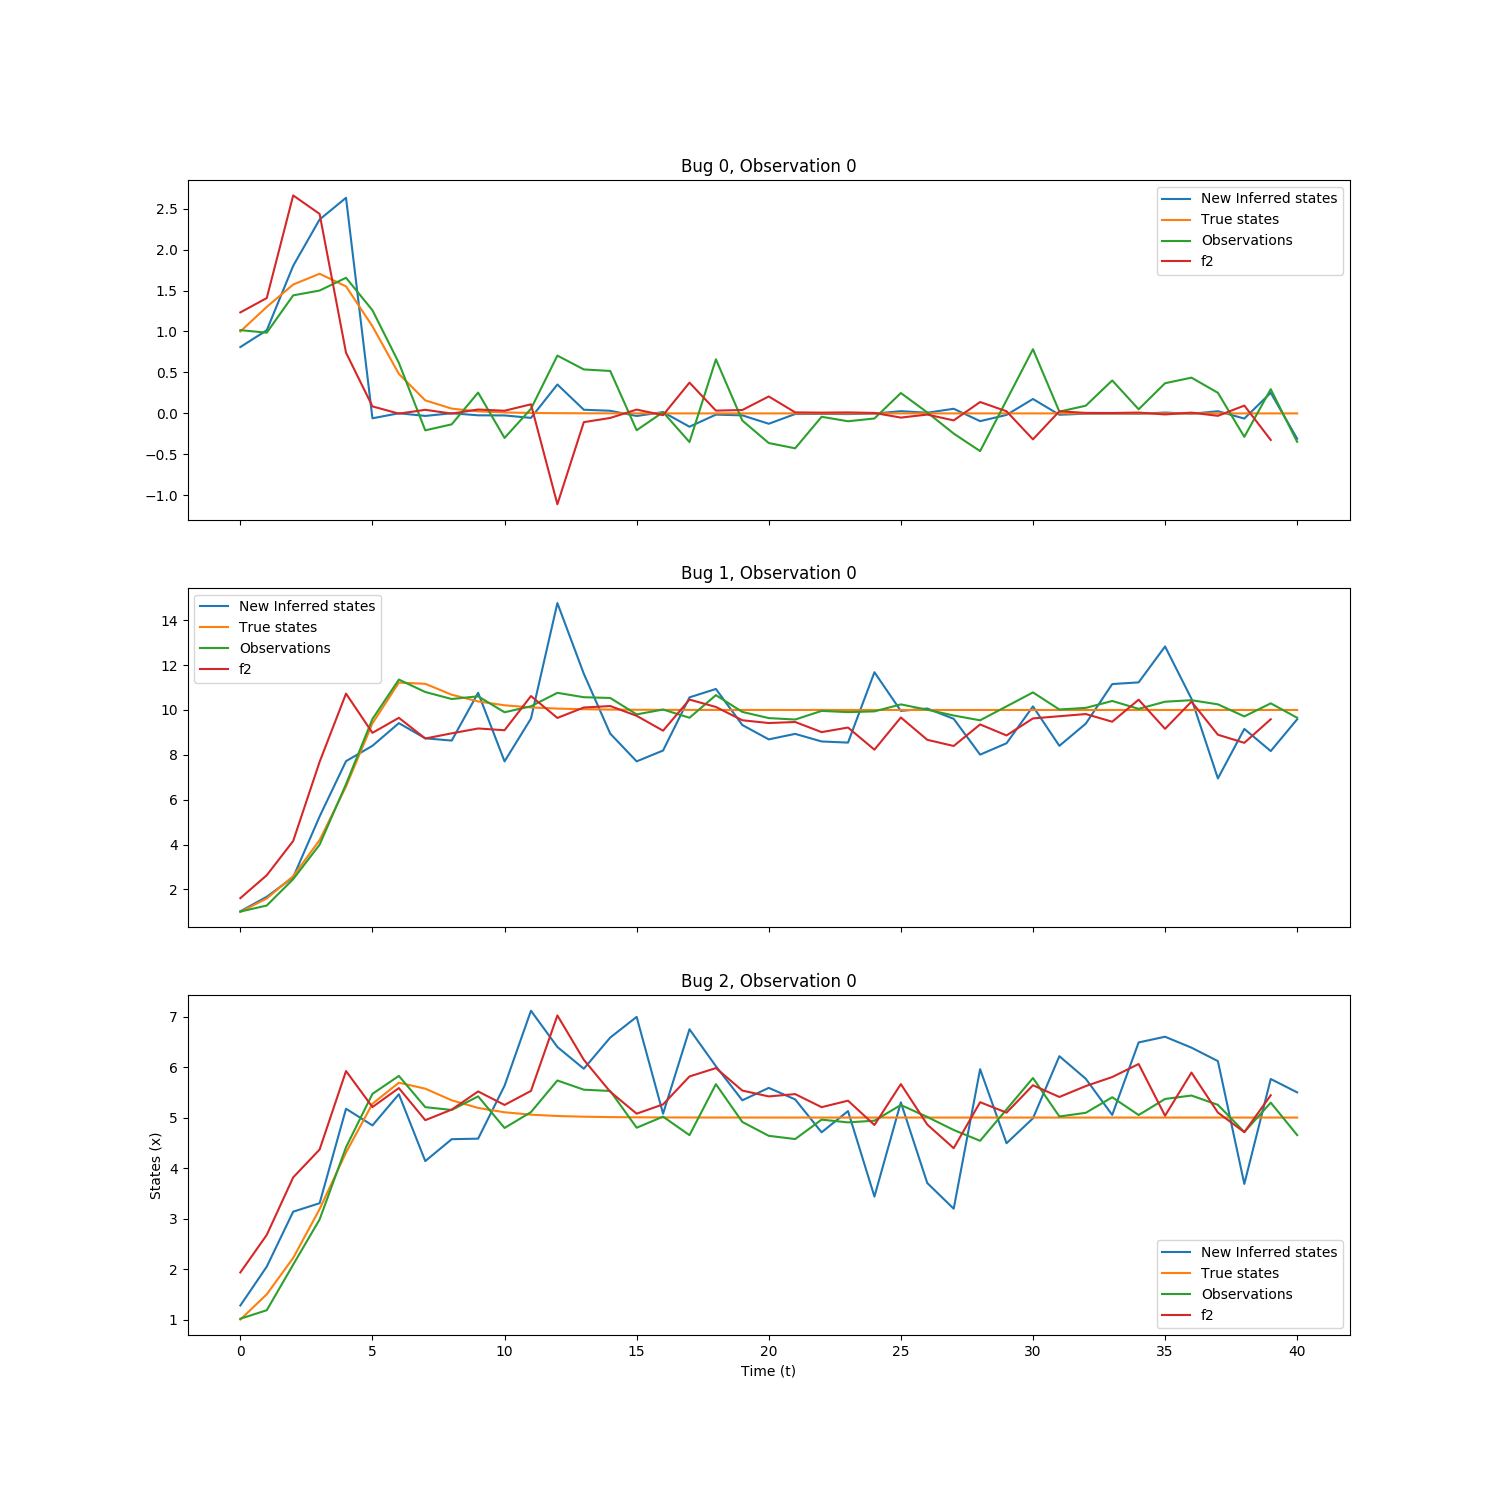 Bug 0, Observation 0
2.5
2.0
1.5
1.0
0.5
0.0
−0.5
−1.0
New Inferred states
True states
Observations
f2
Bug 1, Observation 0
14
12
10
8
6
4
2
New Inferred states
True states
Observations
f2
Bug 2, Observation 0
7
6
5
4
3
2
1
States (x)
New Inferred states
True states
Observations
f2
0 5 10 15 20 25 30 35 40
Time (t)